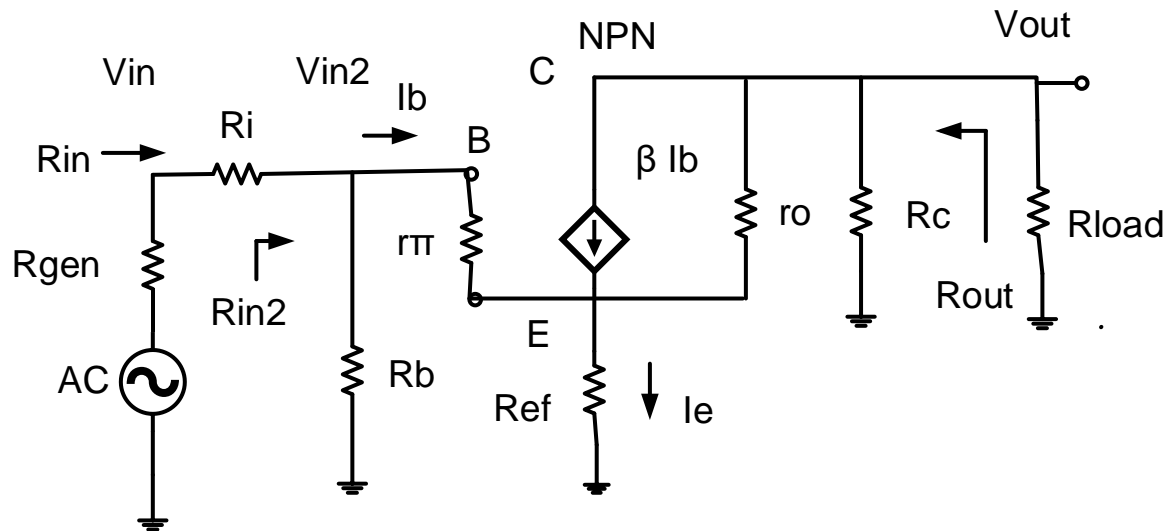 NPN
Vout
Vin
Vin2
C
Ib
Ri
B
Rin
β Ib
ro
Rc
Rload
Rgen
rπ
Rin2
Rout
E
AC
Rb
Ref
Ie
.